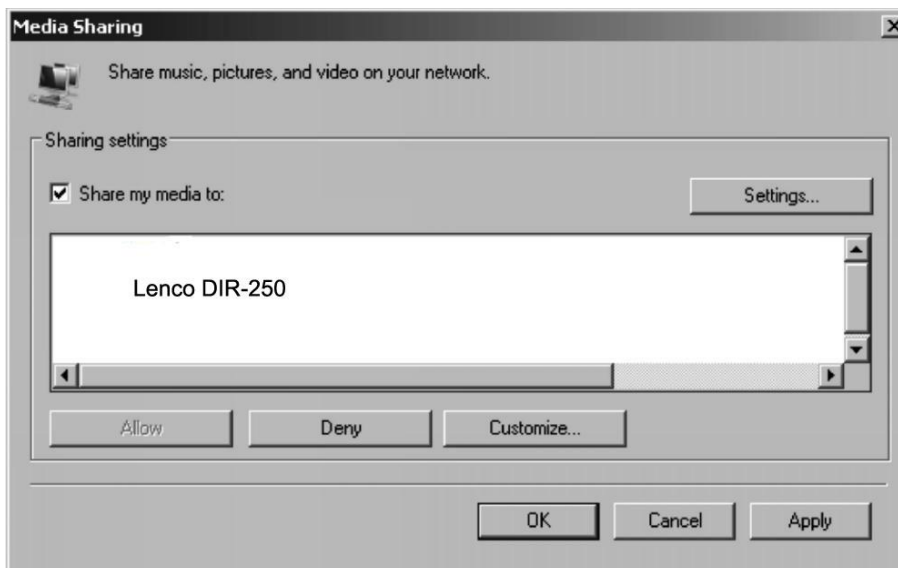 Media Sharing
Share music, pictures, and video on your network.
Sharing settings
Share my media to:
Settings...
Lenco DIR-250
Allow
Deny
Customize...
OK
Cancel
Apply